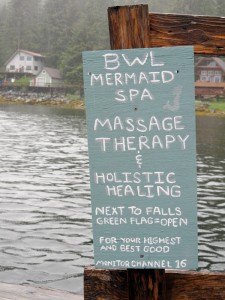 BWL
MERMAID
SPA
MASSAGE
THERAPY
&
HOLISTIC
HEALING
NEXT TO FALLS
GREEN FLAG=OPEN
FOR YOUR HIGHEST
AND BEST GOOD
MONITOR CHANNEL 16